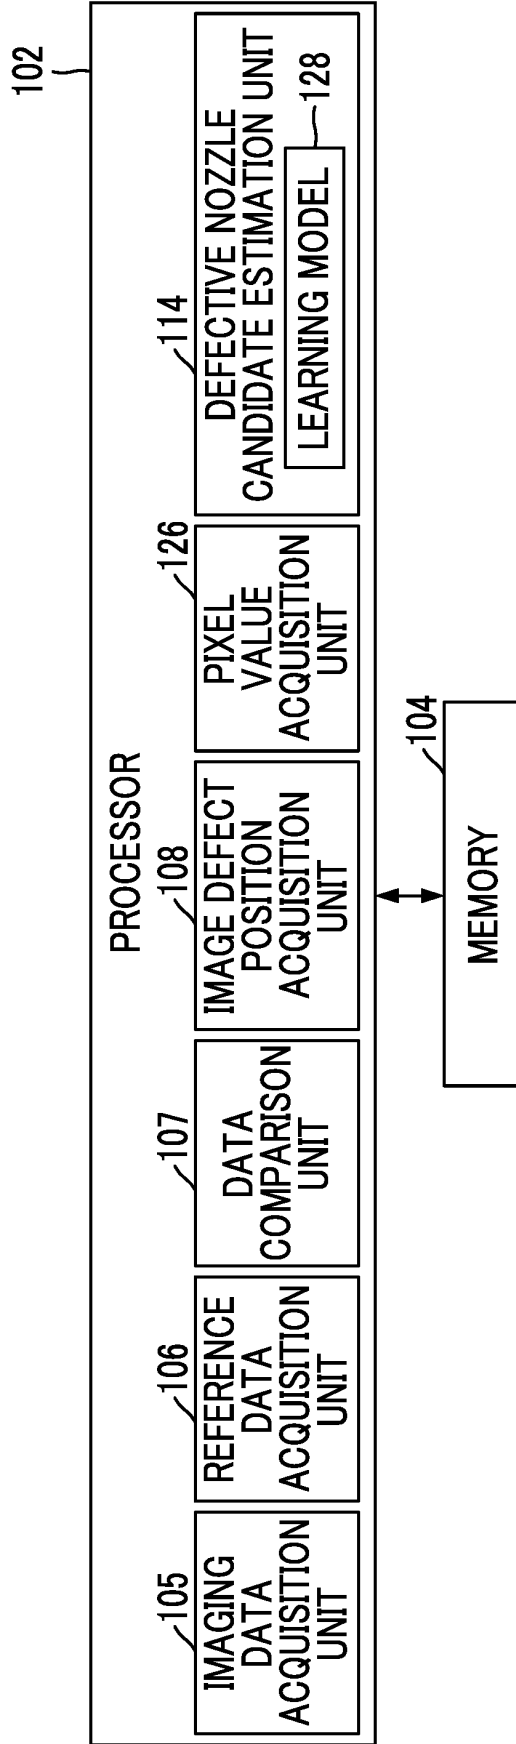 102
PROCESSOR
105
IMAGING
DATA
ACQUISITION
UNIT
106
REFERENCE
DATA
ACQUISITION
UNIT
107
DATA
COMPARISON
UNIT
108
IMAGE DEFECT
POSITION
ACQUISITION
UNIT
126
PIXEL
VALUE
ACQUISITION
UNIT
114
DEFECTIVE NOZZLE
CANDIDATE ESTIMATION UNIT
LEARNING MODEL
128
104
MEMORY